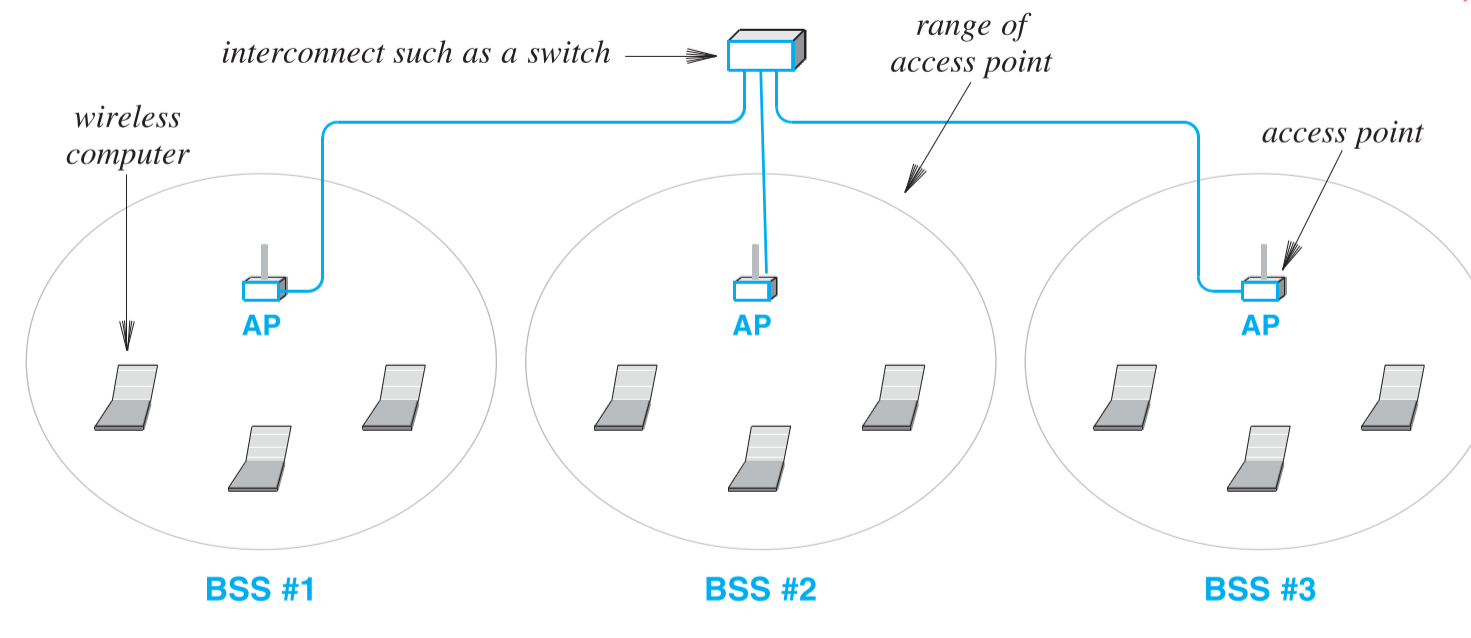 range of
access point
interconnect such as a switch
wireless
computer
access point
AP
AP
AP
BSS #1
BSS #2
BSS #3